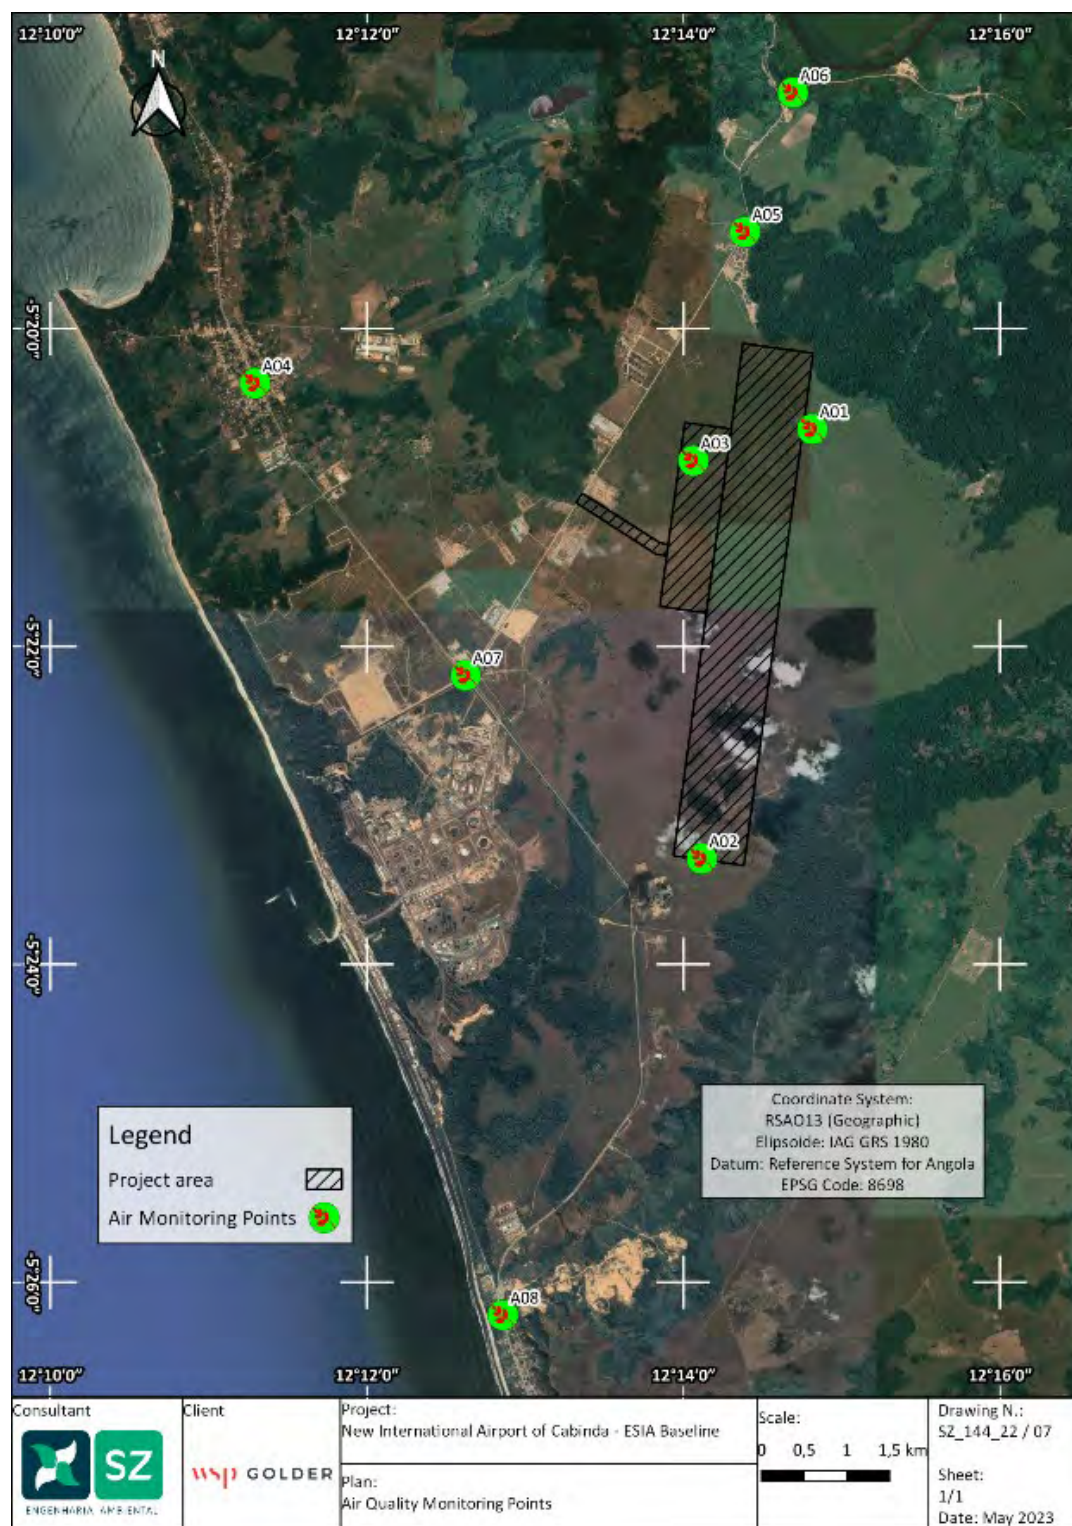 12°10'0"
12°12'0"
12°14'0"
12°16'0"
N
A06
A05
-5°20'0"
A04
A01
A03
-5°22'0"
A07
A02
-5°24'0"
Legend
Project area
Air Monitoring Points
Coordinate System:
RSAO13 (Geographic)
Elipsoide: IAG GRS 1980
Datum: Reference System for Angola
EPSG Code: 8698
-5°26'0"
A08
12°10'0"
12°12'0"
12°14'0"
12°16'0"
Consultant
SZ
ENGENHARIA AMBIENTAL
Client
wsp GOLDER
Project:
New International Airport of Cabinda - ESIA Baseline
Plan:
Air Quality Monitoring Points
Scale:
0 0,5 1 1,5 km
Drawing N.:
SZ_144_22 / 07
Sheet:
1/1
Date: May 2023